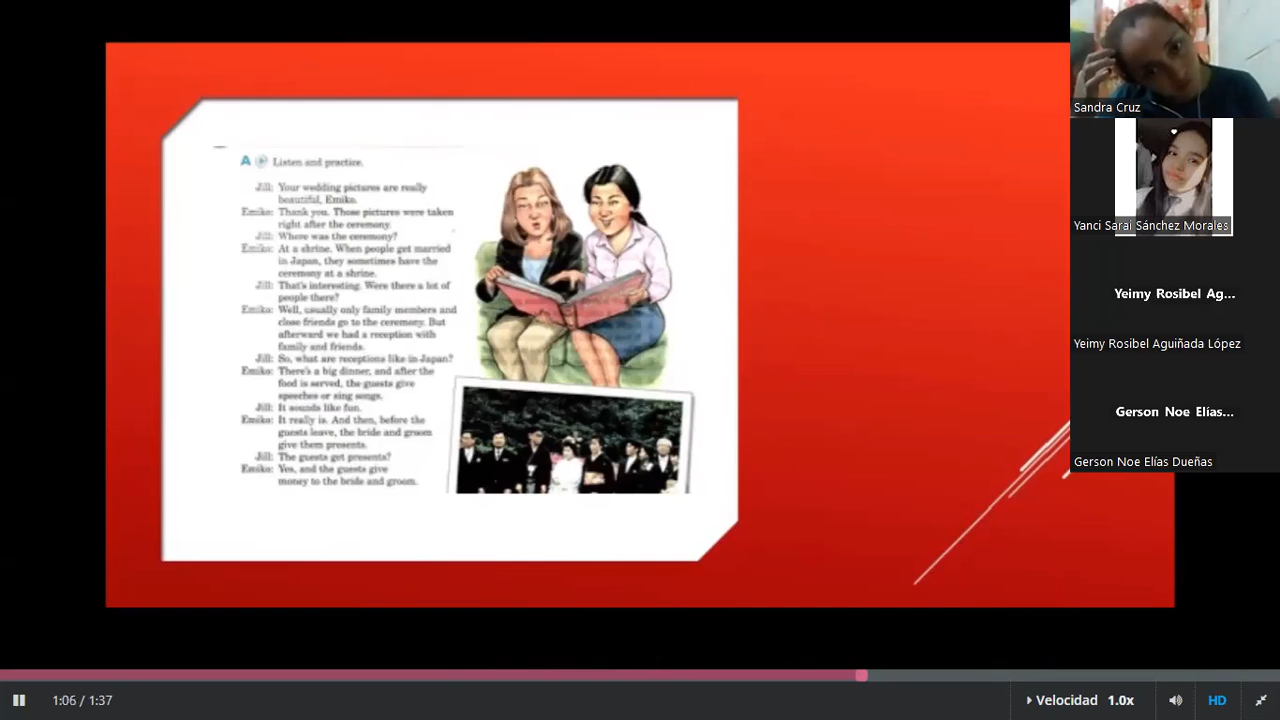 A Listen and practice.
Jill: Your wedding pictures are really
beautiful, Emiko.
Emiko: Thank you. Those pictures were taken
right after the ceremony.
Jill: Where was the ceremony?
Emiko: At a shrine. When people get married
in Japan, they sometimes have the
ceremony at a shrine.
Jill: That's interesting. Were there a lot of
people there?
Emiko: Well, usually only family members and
close friends go to the ceremony. But
afterward we had a reception with
family and friends.
Jill: So, what are receptions like in Japan?
Emiko: There's a big dinner, and after the
food is served, the guests give
speeches or sing songs.
Jill: It sounds like fun.
Emiko: It really is. And then, before the
guests leave, the bride and groom
give them presents.
Jill: The guests get presents?
Emiko: Yes, and the guests give
money to the bride and groom.
Sandra Cruz
Yanci Sarai Sánchez Morales
Yeimy Rosibel Ag...
Yeimy Rosibel Aguiñada López
Gerson Noe Elías...
Gerson Noe Elías Dueñas
1:06 / 1:37
Velocidad 1.0x
HD